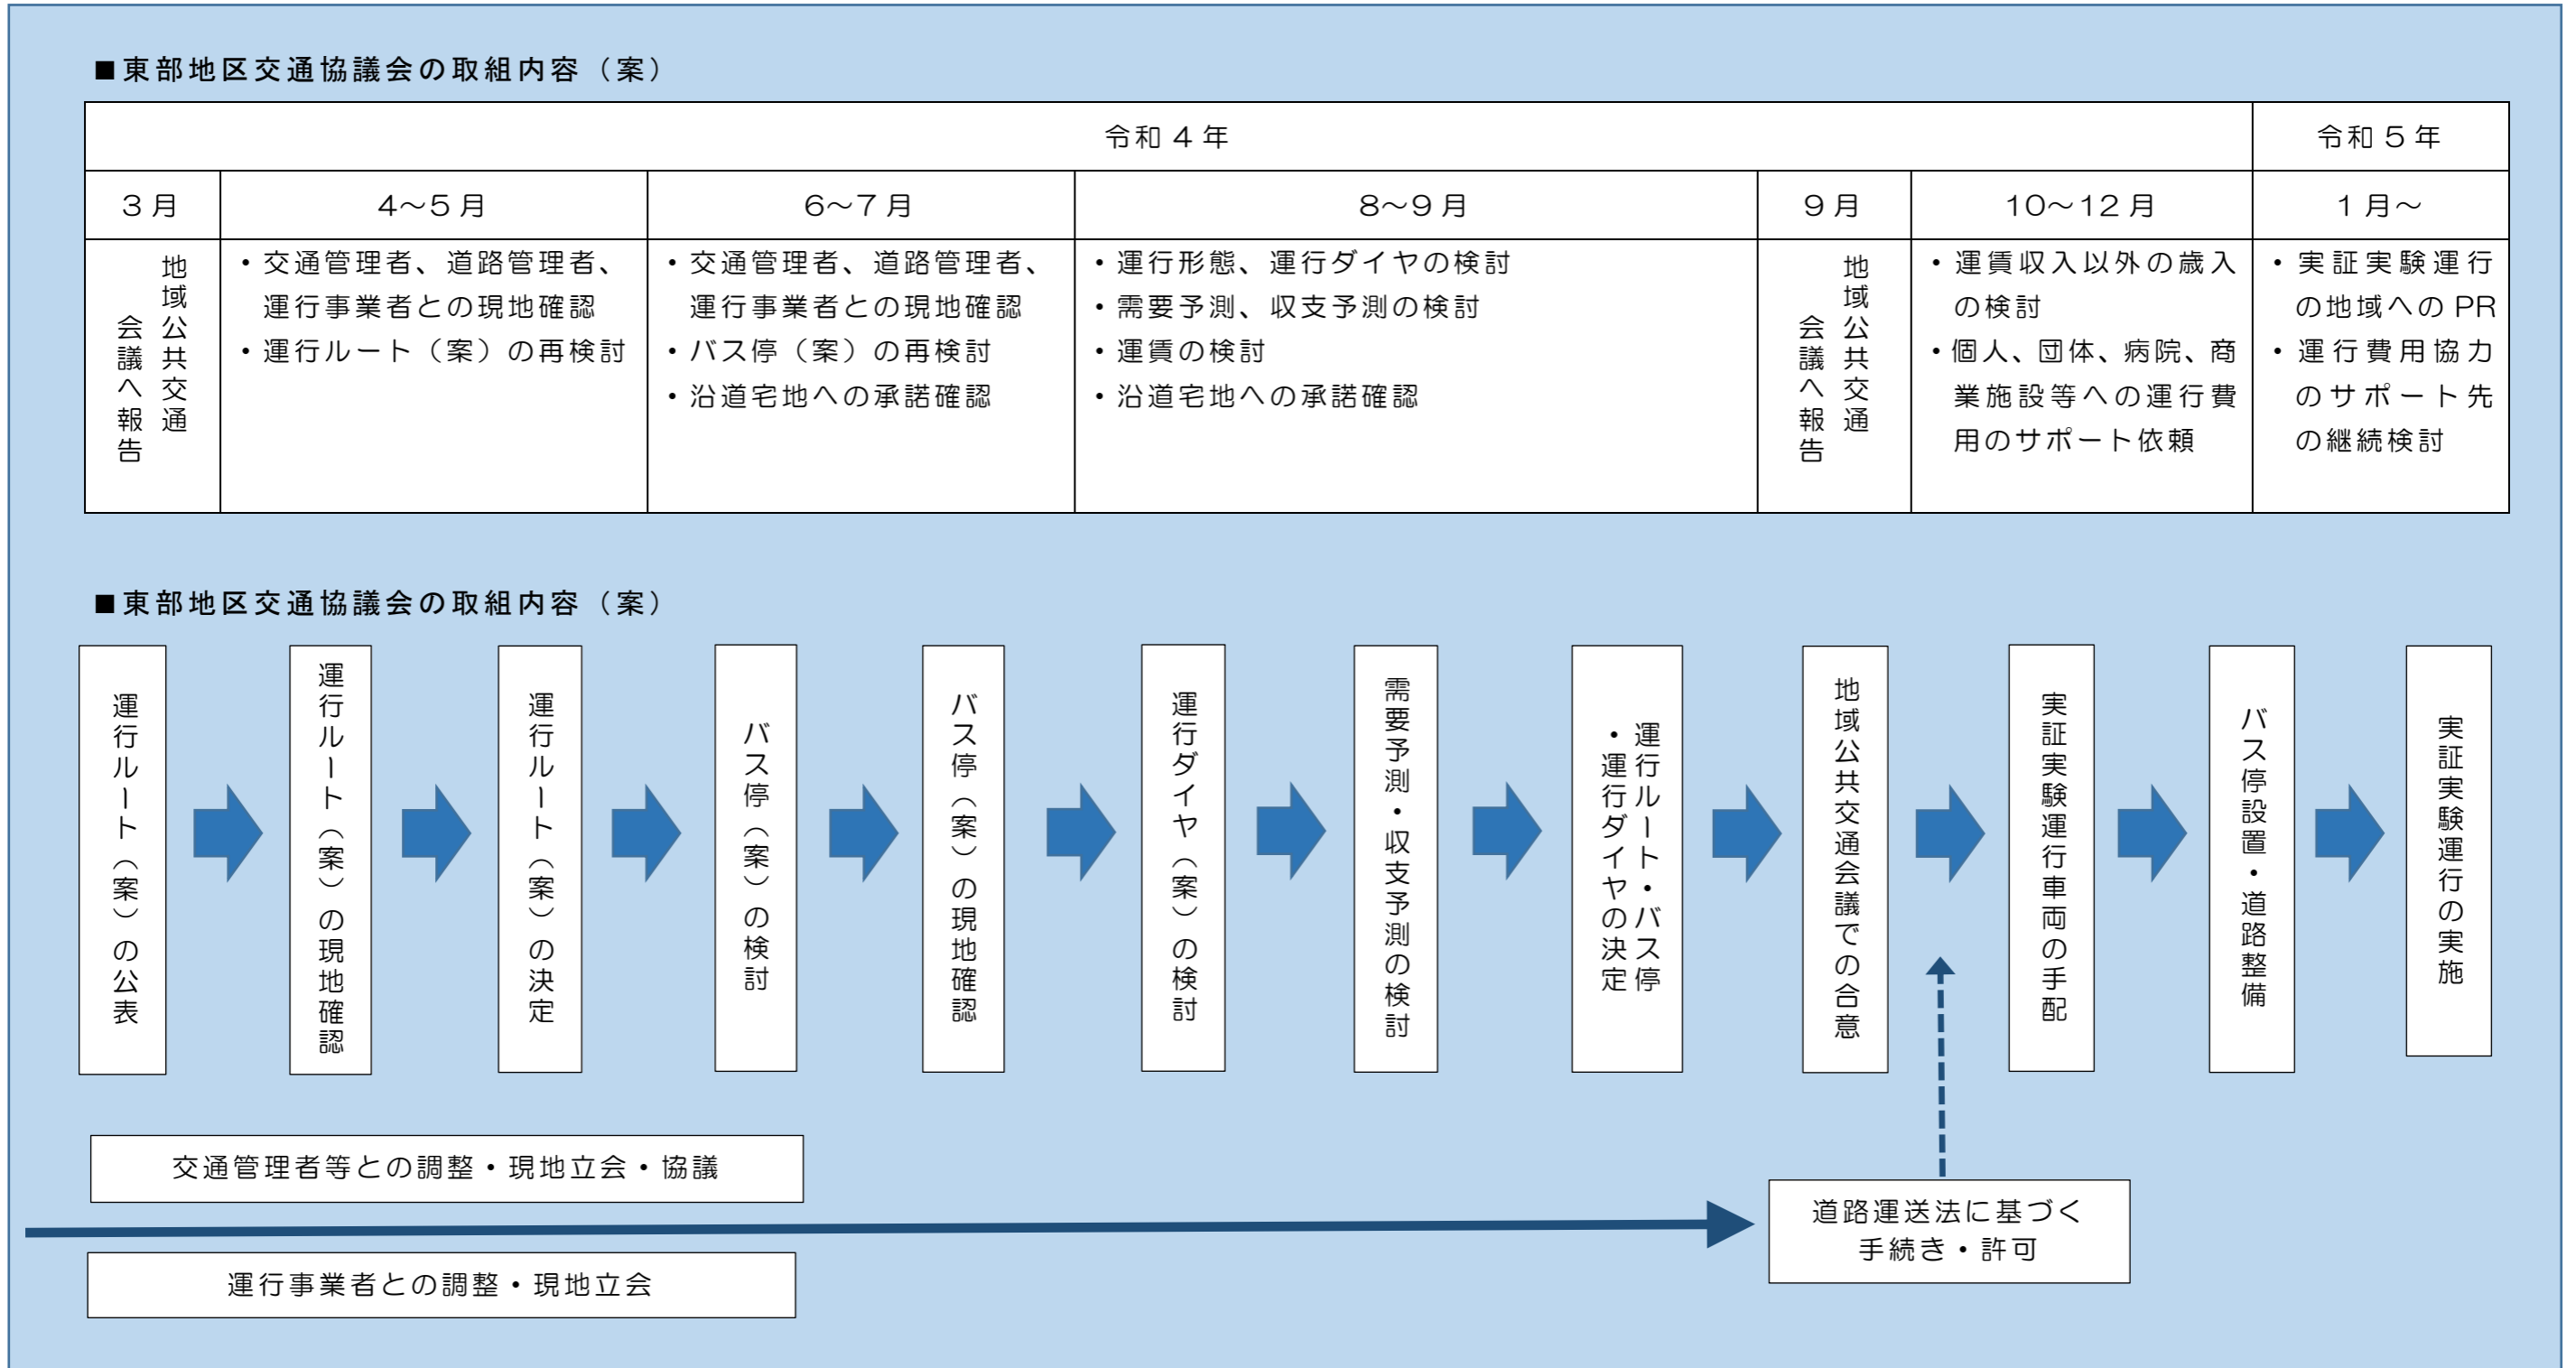 ■東部地区交通協議会の取組内容（案）
令和４年
令和５年
３月
４～５月
６～７月
８～９月
９月
１０～１２月
１月～
地域公共交通
会議へ報告
・交通管理者、道路管理者、
運行事業者との現地確認
・運行ルート（案）の再検討
・交通管理者、道路管理者、
運行事業者との現地確認
・バス停（案）の再検討
・沿道宅地への承諾確認
・運行形態、運行ダイヤの検討
・需要予測、収支予測の検討
・運賃の検討
・沿道宅地への承諾確認
地域公共交通
会議へ報告
・運賃収入以外の歳入
の検討
・個人、団体、病院、商
業施設等への運行費
用のサポート依頼
・実証実験運行
の地域へのPR
・運行費用協力
のサポート先
の継続検討
■東部地区交通協議会の取組内容（案）
運行ルート（案）の公表
運行ルート（案）の現地確認
運行ルート（案）の決定
バス停（案）の検討
バス停（案）の現地確認
運行ダイヤ（案）の検討
需要予測・収支予測の検討
運行ルート・バス停
・運行ダイヤの決定
地域公共交通会議での合意
実証実験運行車両の手配
バス停設置・道路整備
実証実験運行の実施
交通管理者等との調整・現地立会・協議
運行事業者との調整・現地立会
道路運送法に基づく
手続き・許可